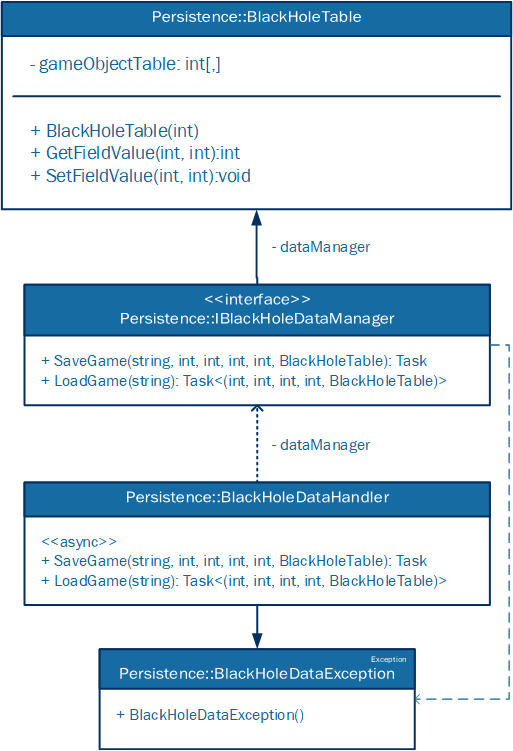 Persistence::BlackHoleTable
- gameObjectTable: int[,]
+ BlackHoleTable(int)
+ GetFieldValue(int, int):int
+ SetFieldValue(int, int):void
- dataManager
<<interface>>
Persistence::IBlackHoleDataManager
+ SaveGame(string, int, int, int, int, BlackHoleTable): Task
+ LoadGame(string): Task<(int, int, int, int, BlackHoleTable)>
- dataManager
Persistence::BlackHoleDataHandler
<<async>>
+ SaveGame(string, int, int, int, int, BlackHoleTable): Task
+ LoadGame(string): Task<(int, int, int, int, BlackHoleTable)>
Exception
Persistence::BlackHoleDataException
+ BlackHoleDataException()